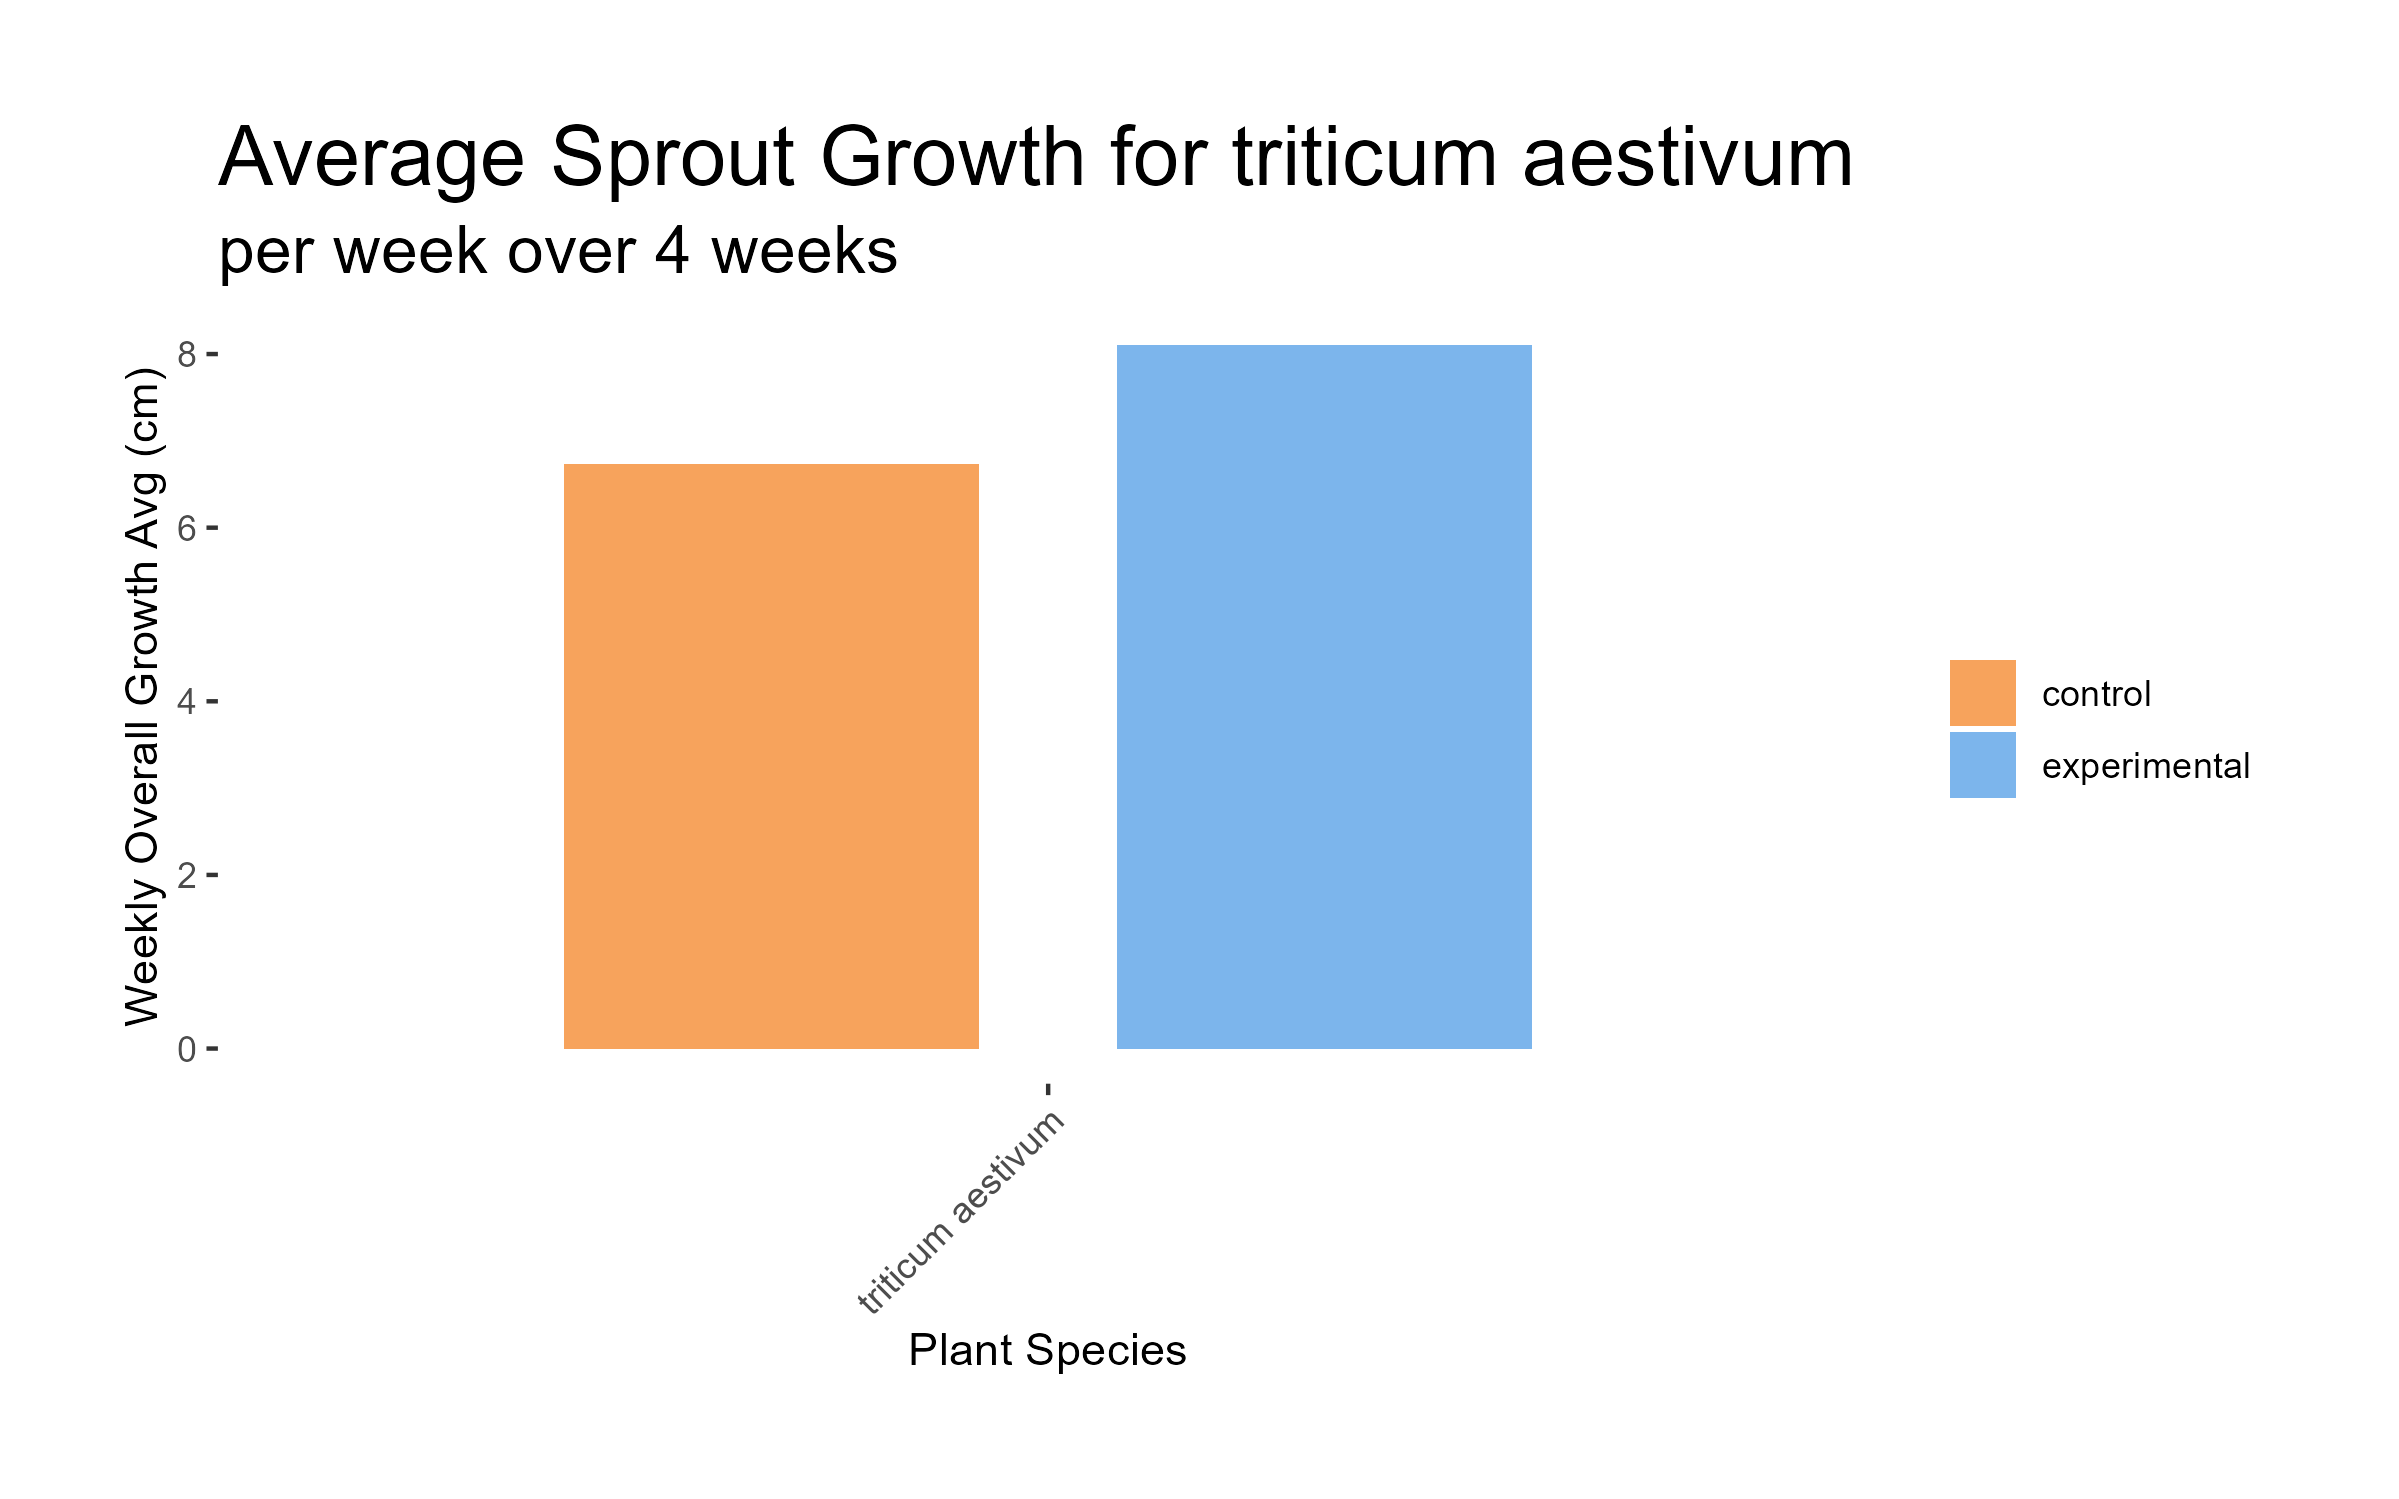 Average Sprout Growth for triticum aestivum
per week over 4 weeks
Weekly Overall Growth Avg (cm)
8
6
4
2
0
triticum aestivum
Plant Species
control
experimental